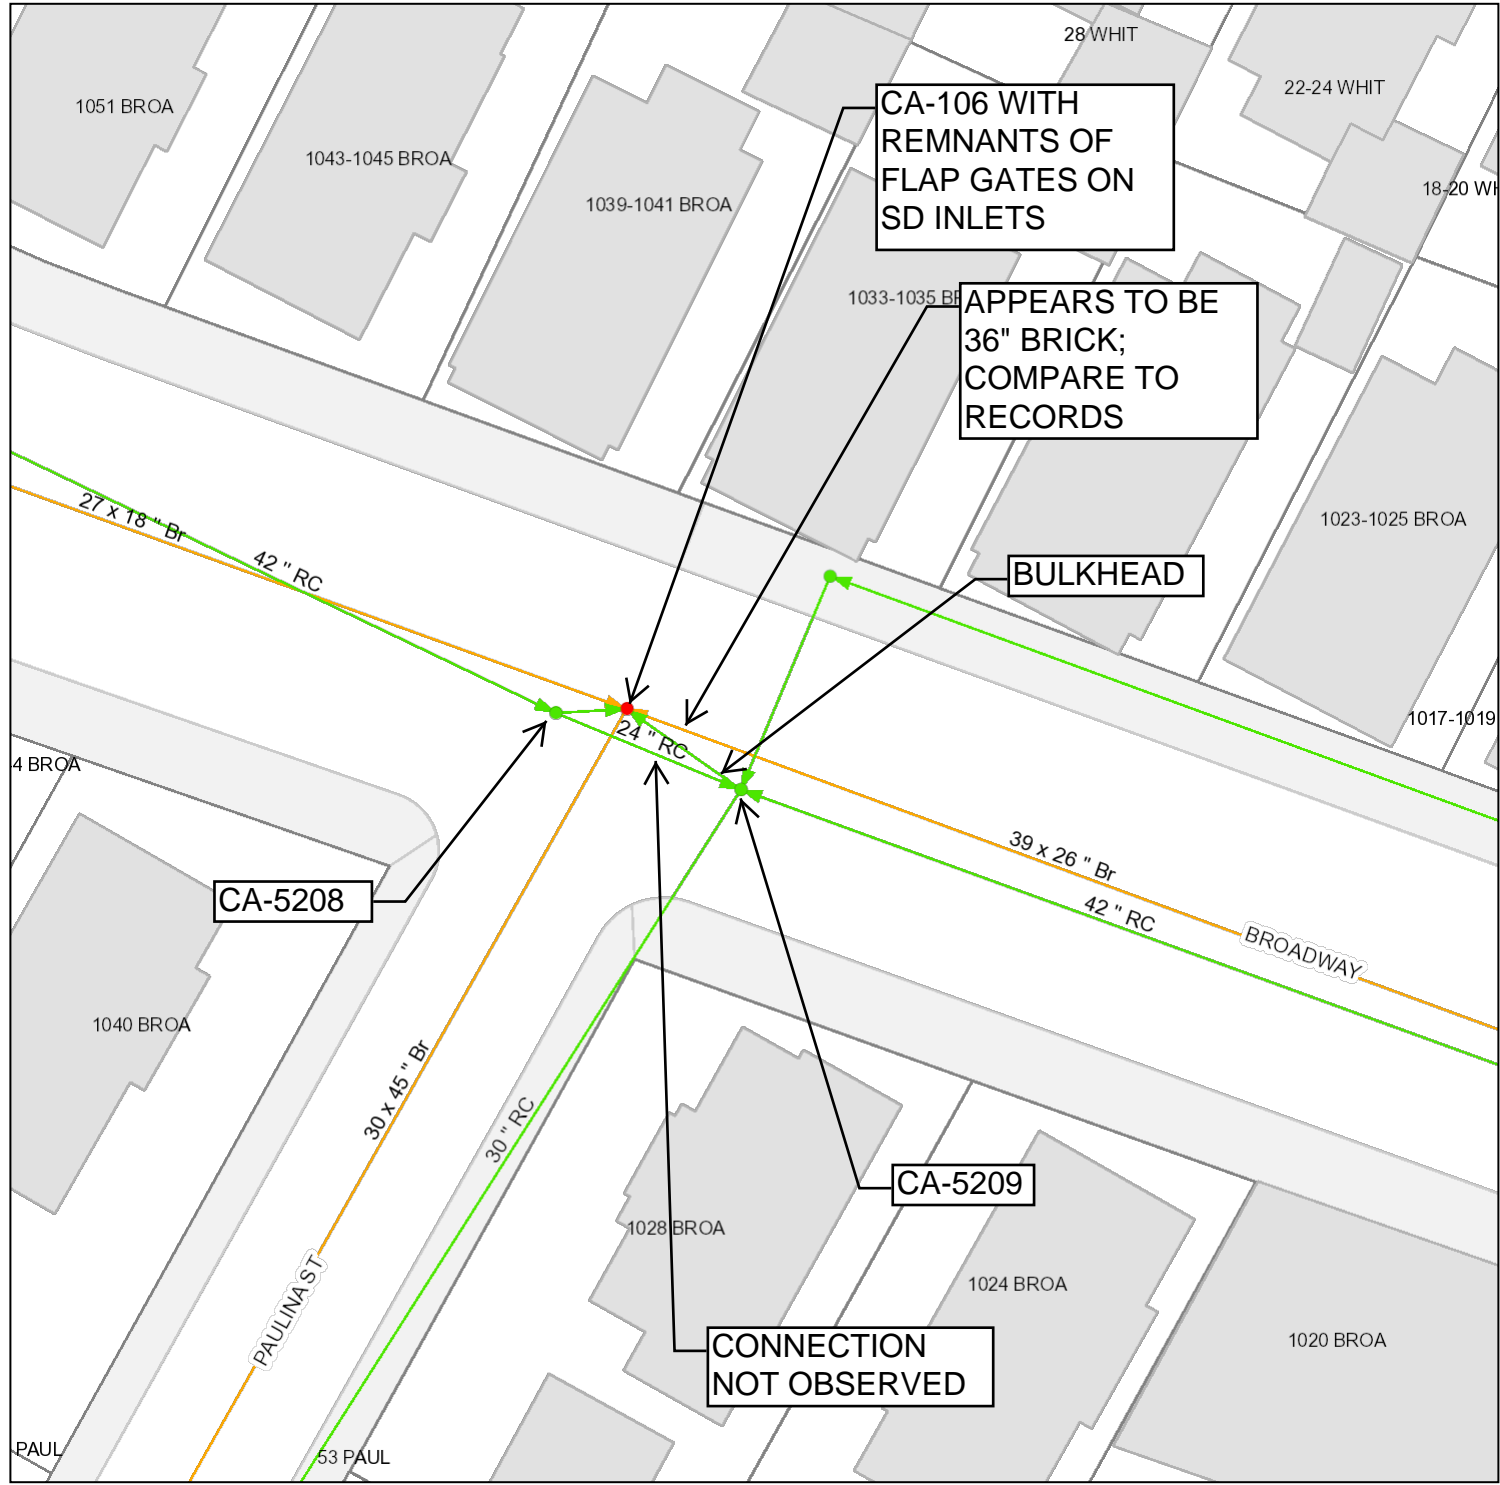 28 WHIT
22-24 WHIT
1051 BROA
CA-106 WITH
REMNANTS OF
FLAP GATES ON
SD INLETS
1043-1045 BROA
18-20 WH
1039-1041 BROA
1033-1035 BR
APPEARS TO BE
36" BRICK;
COMPARE TO
RECORDS
27 x 18 " Br
1023-1025 BROA
42 " RC
BULKHEAD
1017-1019
24 " RC
4 BROA
39 x 26 " Br
CA-5208
42 " RC
BROADWAY
1040 BROA
30 x 45 " Br
30 " RC
CA-5209
1028 BROA
1024 BROA
PAULINA ST
1020 BROA
CONNECTION
NOT OBSERVED
PAUL
53 PAUL